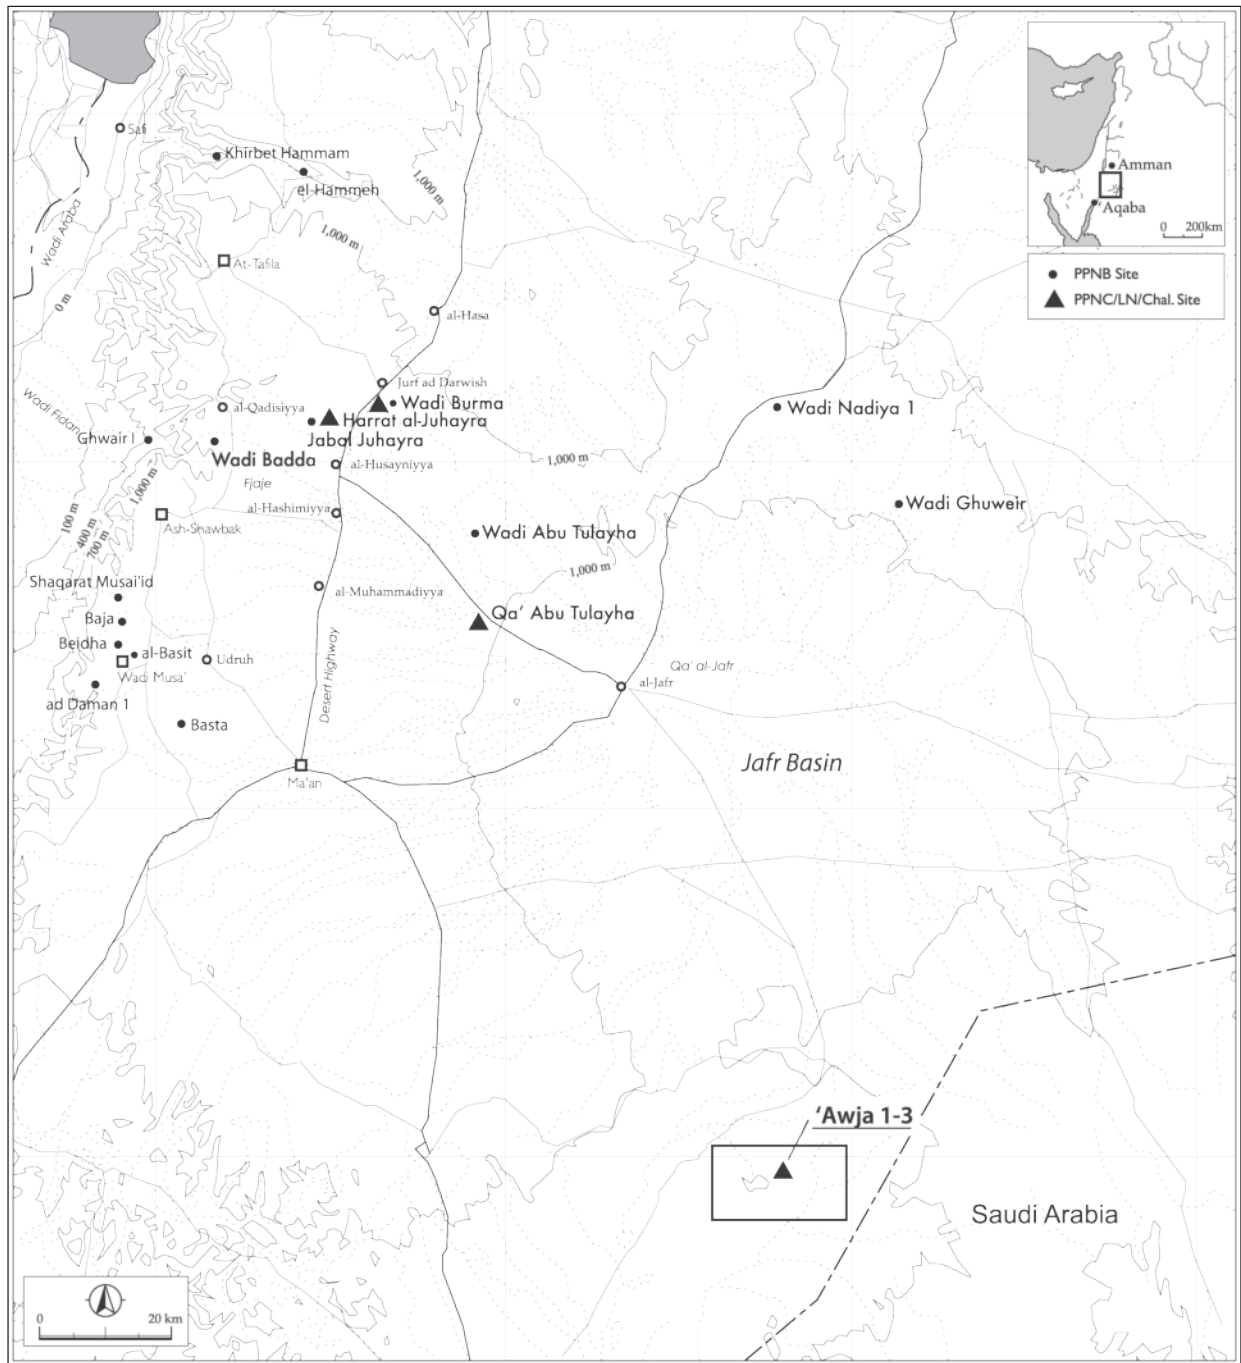 Safi
Khirbet Hammam
el-Hammeh
1,000 m
1,000 m
Wadi Araba
At-Tafila
0 m
al-Hasa
Amman
'Aqaba
0 200km
PPNB Site
PPNC/LN/Chal. Site
Jurf ad Darwish
Wadi Fidan
al-Qadisiyya
Wadi Burma
Harrat al-Juhayra
Jabal Juhayra
Wadi Nadiya 1
Ghwair I
Wadi Badda
al-Husayniyya
1,000 m
Fjaje
1,000 m
100 m
400 m
700 m
al-Hashimiyya
Ash-Shawbak
Wadi Ghuweir
Wadi Abu Tulayha
1,000 m
Shaqarat Musai'id
al-Muhammadiyya
Qa' Abu Tulayha
Baja
Beidha
al-Basit
Udruh
Wadi Musa'
Desert Highway
Qa' al-Jafr
al-Jafr
ad Daman 1
Basta
Ma'an
Jafr Basin
'Awja 1-3
Saudi Arabia
0 20 km